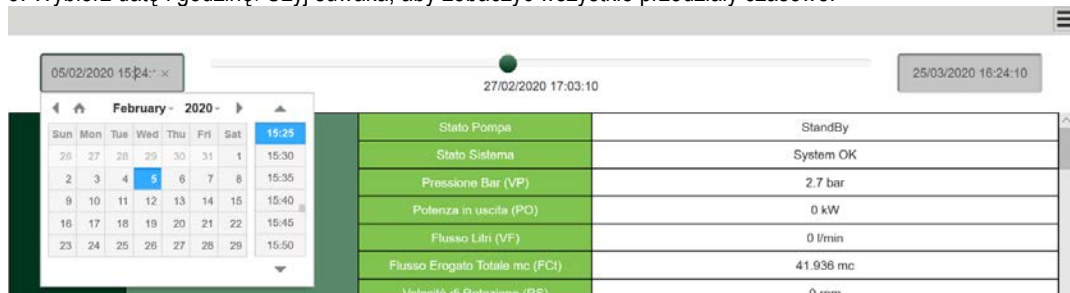 05/02/2020 15:24:
27/02/2020 17:03:10
25/03/2020 16:24:10
February 2020
Sun Mon Tue Wed Thu Fri Sat
26 27 28 29 30 31 1
2 3 4 5 6 7 8
9 10 11 12 13 14 15
16 17 18 19 20 21 22
23 24 25 26 27 28 29
15:25
15:30
15:35
15:40
15:45
15:50
Stato Pompa StandBy
Stato Sistema System OK
Pressione Bar (VP) 2.7 bar
Potenza in uscita (PO) 0 kW
Flusso Litri (VF) 0 l/min
Flusso Erogato Totale mc (FCt) 41.936 mc